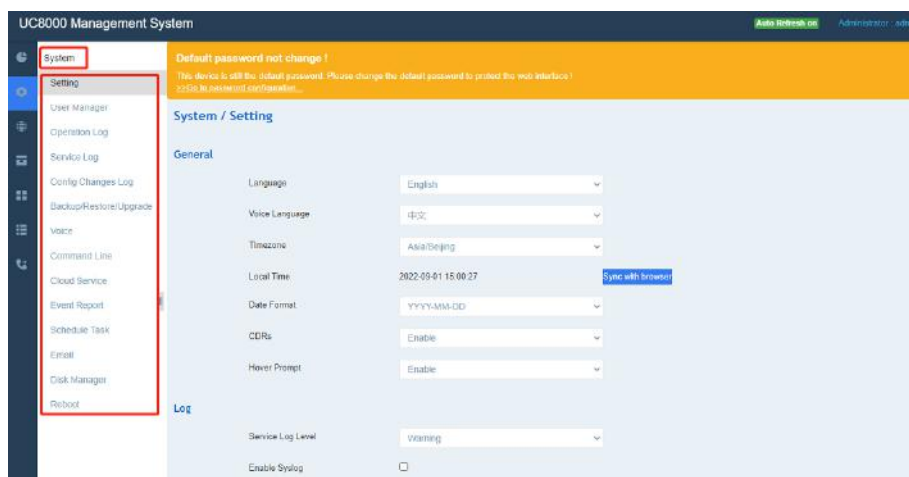 UC8000 Management System
Auto Refresh on
Administrator : adm
System
Setting
User Manager
Operation Log
Service Log
Config Changes Log
Backup/Restore/Upgrade
Voice
Command Line
Cloud Service
Event Report
Schedule Task
Email
Disk Manager
Reboot
Default password not change !
This device is still the default password. Please change the default password to protect the web interface !
>>Go to password configuration...
System / Setting
General
Language English
Voice Language 中文
Timezone Asia/Beijing
Local Time 2022-09-01 15:00:27 Sync with browser
Date Format YYYY-MM-DD
CDRs Enable
Hover Prompt Enable
Log
Service Log Level Warning
Enable Syslog